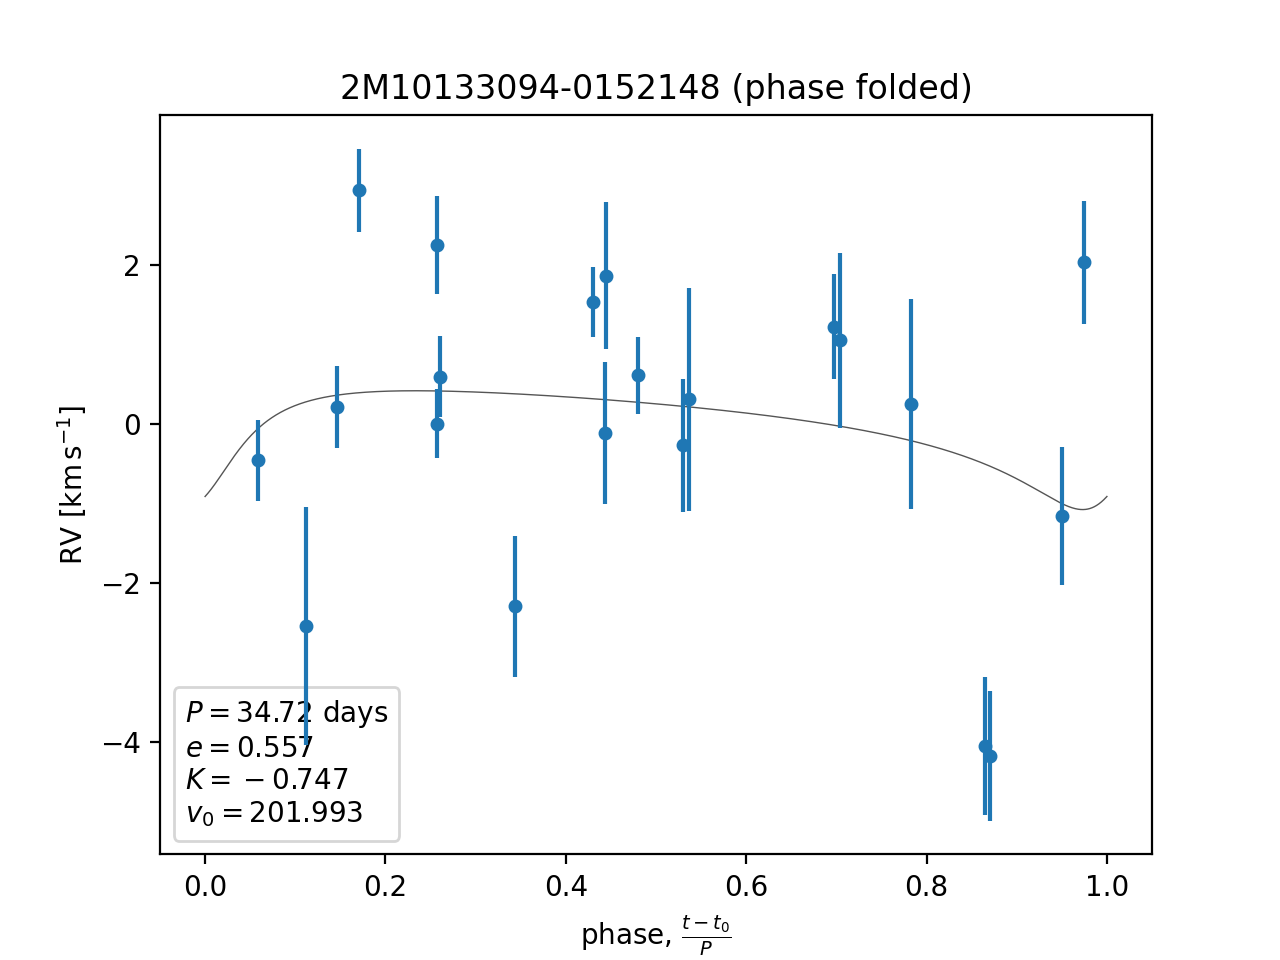 2M10133094-0152148 (phase folded)
RV [km s⁻¹]
2
0
−2
−4
P = 34.72 days
e = 0.557
K = −0.747
v₀ = 201.993
0.0 0.2 0.4 0.6 0.8 1.0
phase, (t − t₀)/P